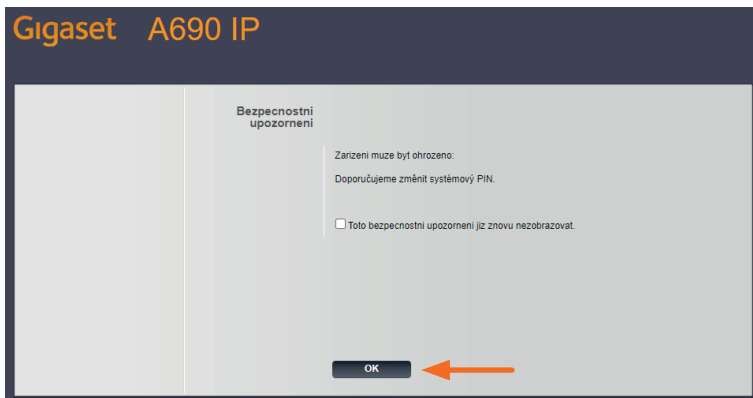 Gigaset A690 IP
Bezpecnostni
upozorneni
Zarizeni muze byt ohrozeno:
Doporučujeme změnit systémový PIN.
Toto bezpecnostni upozorneni jiz znovu nezobrazovat.
OK